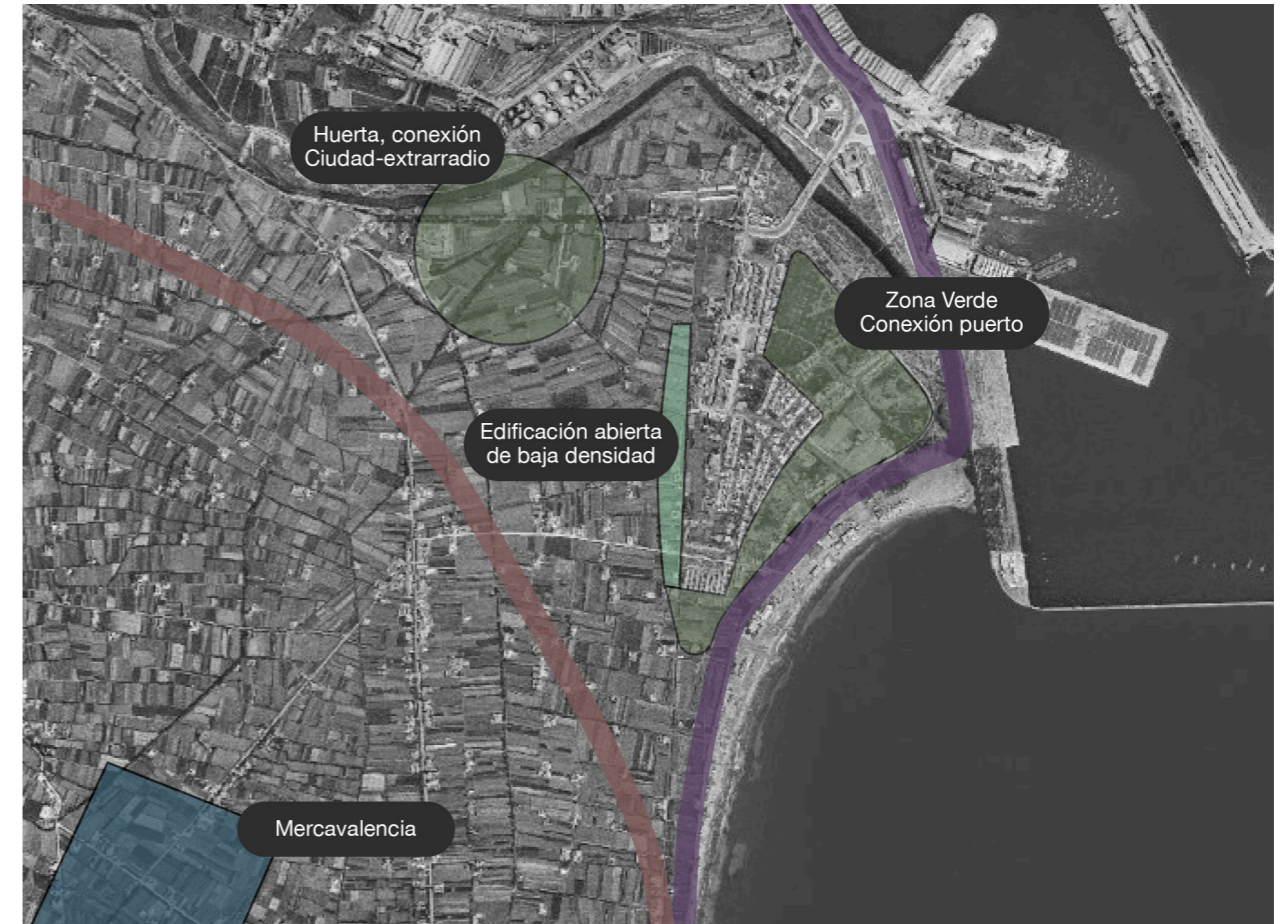 Huerta, conexión
Ciudad-extrarradio
Zona Verde
Conexión puerto
Edificación abierta
de baja densidad
Mercavalencia